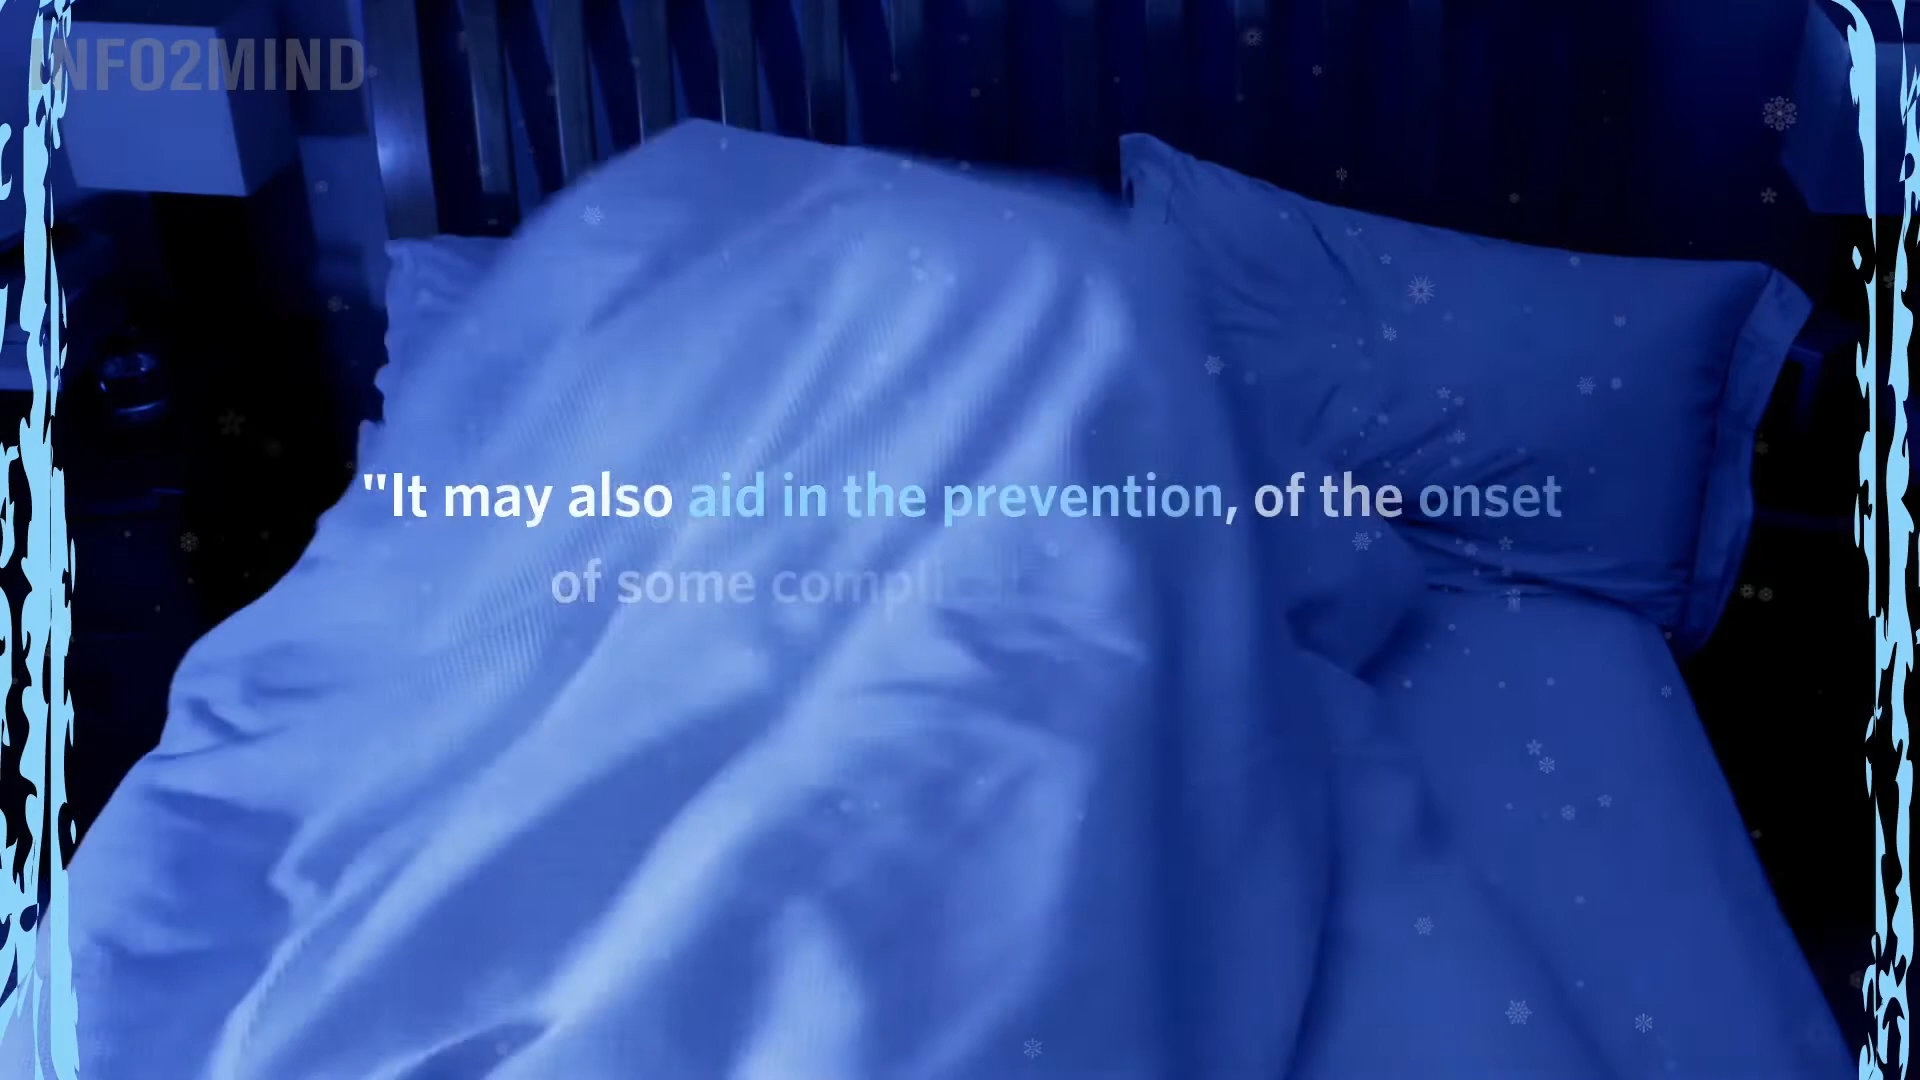 INFO2MIND
"It may also aid in the prevention, of the onset
of some